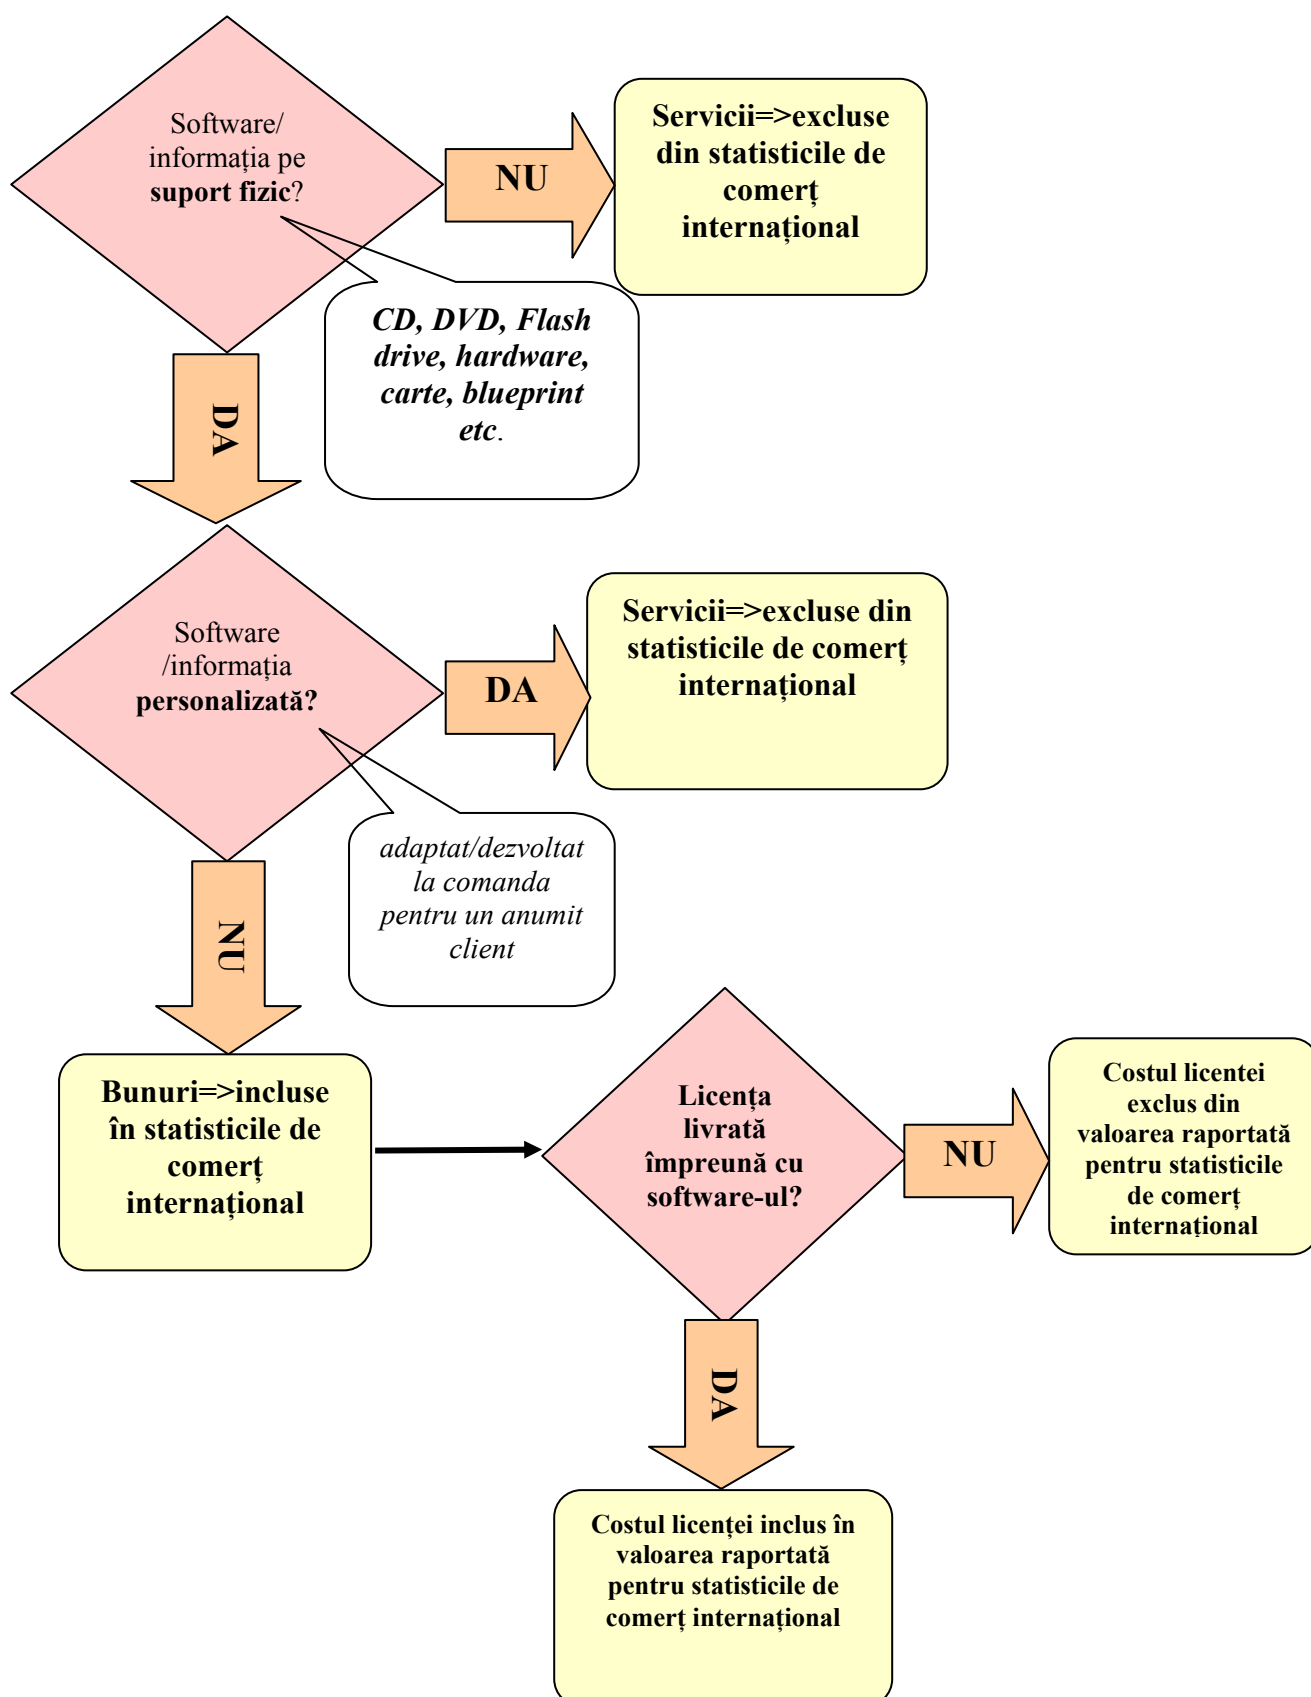 Software/
informația pe
suport fizic?
NU
Servicii=>excluse
din statisticile de
comerț
internațional
CD, DVD, Flash
drive, hardware,
carte, blueprint
etc.
DA
Software
/informația
personalizată?
DA
Servicii=>excluse din
statisticile de comerț
internațional
adaptat/dezvoltat
la comanda
pentru un anumit
client
NU
Bunuri=>incluse
în statisticile de
comerț
internațional
Licența
livrată
împreună cu
software-ul?
NU
Costul licentei
exclus din
valoarea raportată
pentru statisticile
de comerț
internațional
DA
Costul licenței inclus în
valoarea raportată
pentru statisticile de
comerț internațional